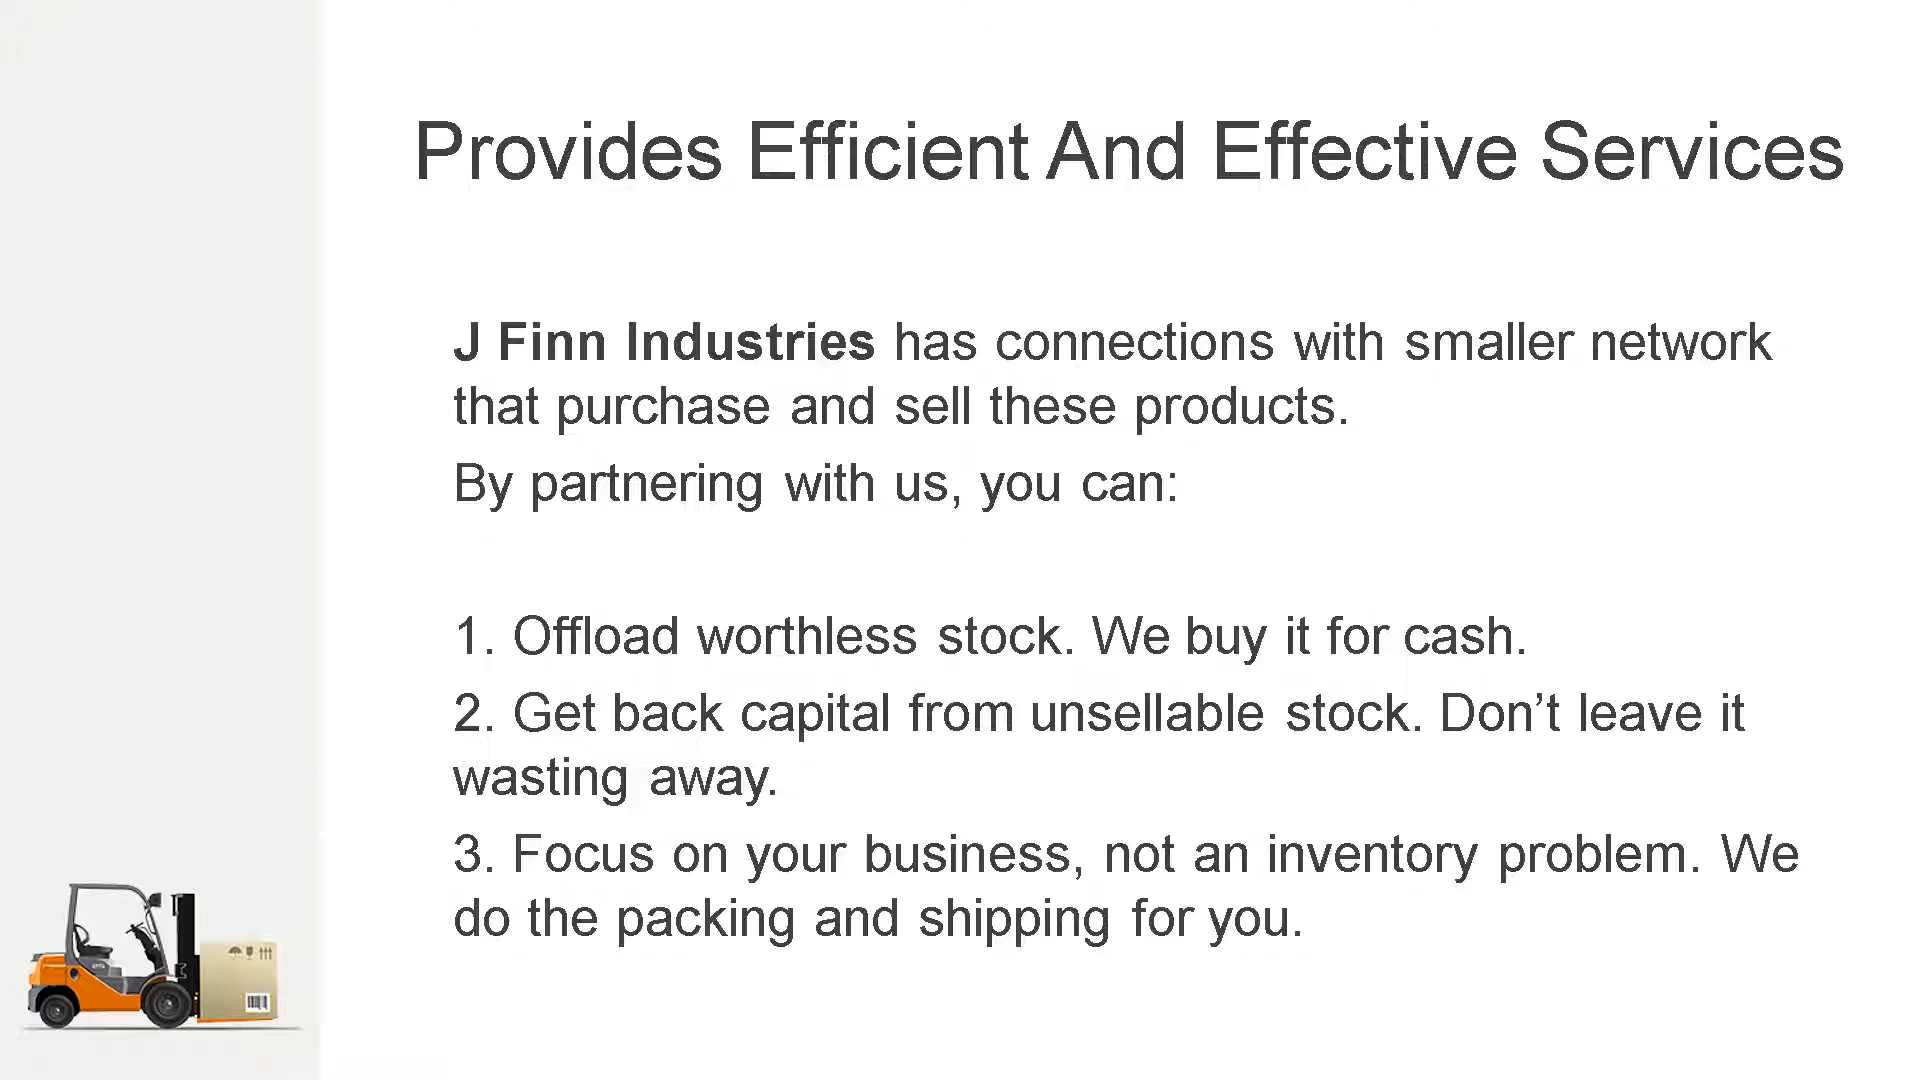 Provides Efficient And Effective Services
J Finn Industries has connections with smaller network
that purchase and sell these products.
By partnering with us, you can:
1. Offload worthless stock. We buy it for cash.
2. Get back capital from unsellable stock. Don’t leave it
wasting away.
3. Focus on your business, not an inventory problem. We
do the packing and shipping for you.